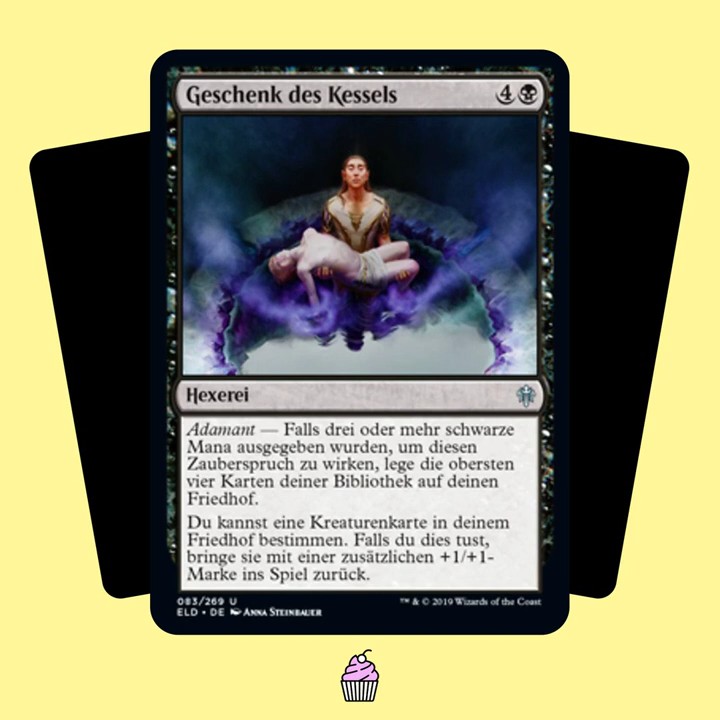 Geschenk des Kessels 4
Hexerei
Adamant — Falls drei oder mehr schwarze
Mana ausgegeben wurden, um diesen
Zauberspruch zu wirken, lege die obersten
vier Karten deiner Bibliothek auf deinen
Friedhof.
Du kannst eine Kreaturenkarte in deinem
Friedhof bestimmen. Falls du dies tust,
bringe sie mit einer zusätzlichen +1/+1-
Marke ins Spiel zurück.
083/269 U ™ & © 2019 Wizards of the Coast
ELD • DE Anna Steinbauer